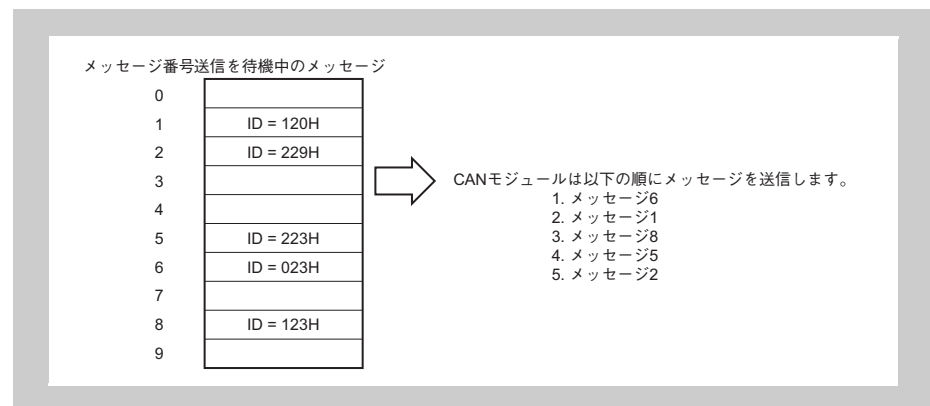 メッセージ番号送信を待機中のメッセージ
0
1 ID = 120H
2 ID = 229H
3
4
5 ID = 223H
6 ID = 023H
7
8 ID = 123H
9
CANモジュールは以下の順にメッセージを送信します。
1. メッセージ6
2. メッセージ1
3. メッセージ8
4. メッセージ5
5. メッセージ2